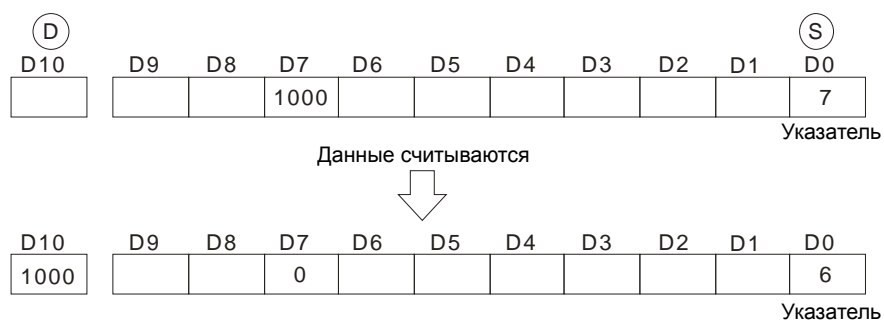 D S
D10 D9 D8 D7 D6 D5 D4 D3 D2 D1 D0
1000 7
Указатель
Данные считываются
D10 D9 D8 D7 D6 D5 D4 D3 D2 D1 D0
1000 0 6
Указатель